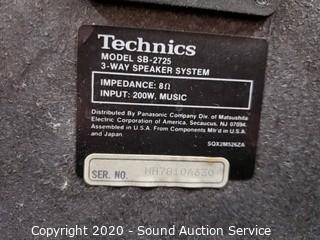 Technics
MODEL SB-2725
3-WAY SPEAKER SYSTEM
IMPEDANCE: 8Ω
INPUT: 200W. MUSIC
Distributed By Panasonic Company Div. of Matsushita
Electric Corporation of America, Secaucus, NJ 07094.
Assembled in U.S.A. From Components Mfr'd in U.S.A.
and Japan.
SQX2M526ZA
SER. NO.
Copyright © 2020 - Sound Auction Service